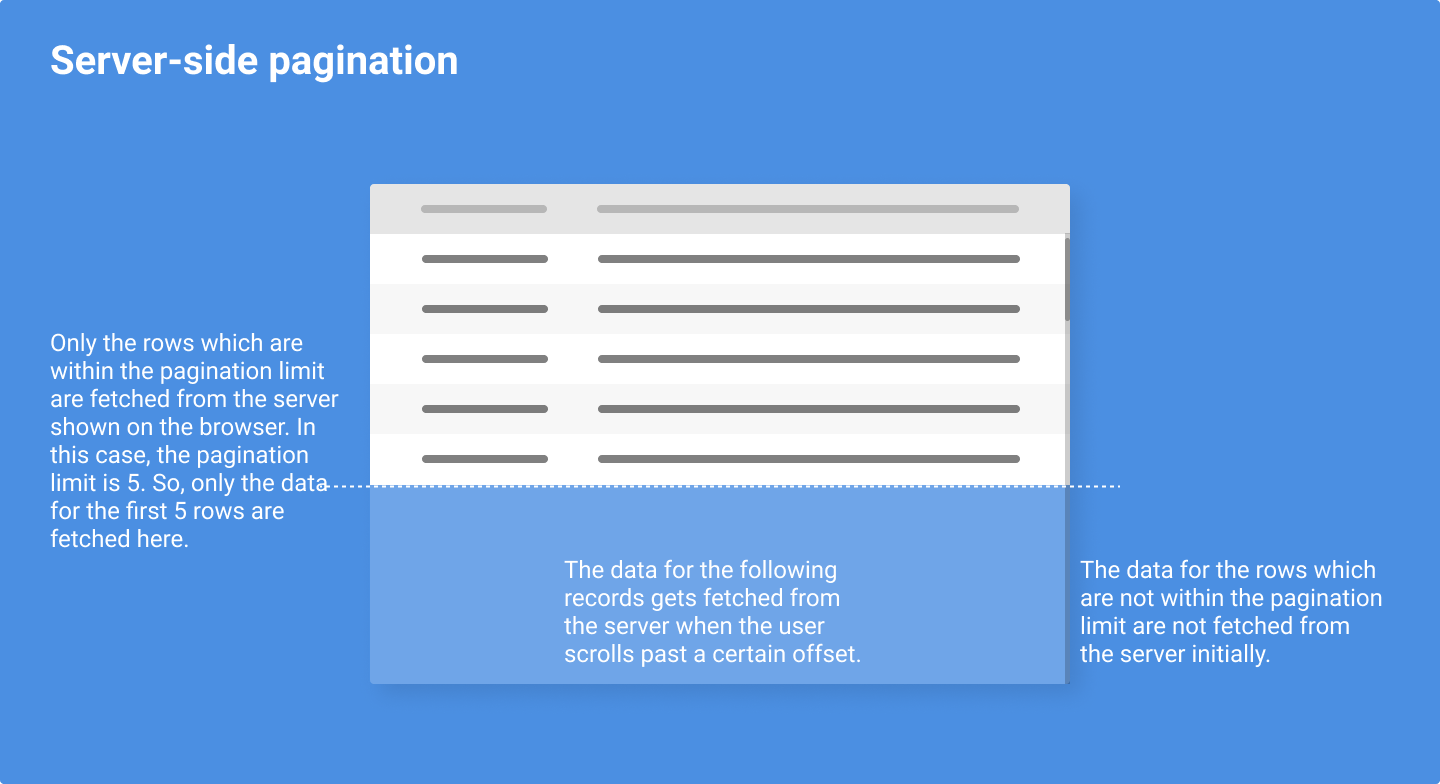 Server-side pagination
Only the rows which are
within the pagination limit
are fetched from the server
shown on the browser. In
this case, the pagination
limit is 5. So, only the data
for the first 5 rows are
fetched here.
The data for the following
records gets fetched from
the server when the user
scrolls past a certain offset.
The data for the rows which
are not within the pagination
limit are not fetched from
the server initially.